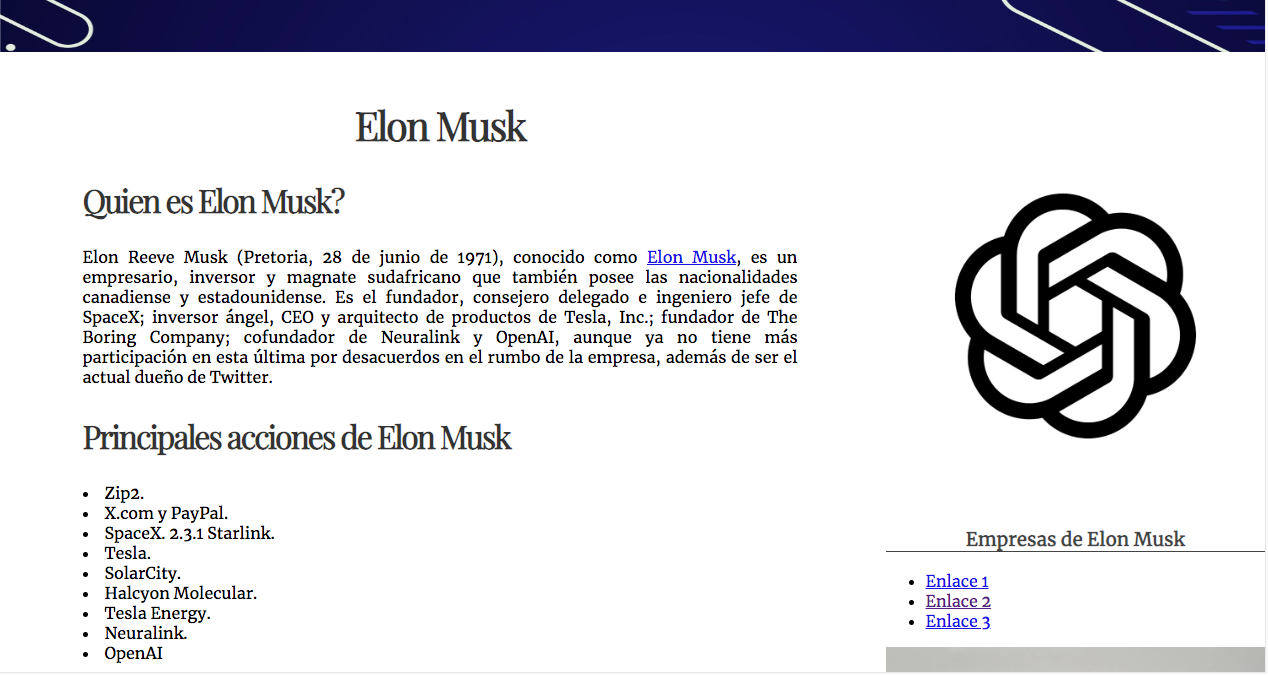 Elon Musk
Quien es Elon Musk?
Elon Reeve Musk (Pretoria, 28 de junio de 1971), conocido como Elon Musk, es un
empresario, inversor y magnate sudafricano que también posee las nacionalidades
canadiense y estadounidense. Es el fundador, consejero delegado e ingeniero jefe de
SpaceX; inversor ángel, CEO y arquitecto de productos de Tesla, Inc.; fundador de The
Boring Company; cofundador de Neuralink y OpenAI, aunque ya no tiene más
participación en esta última por desacuerdos en el rumbo de la empresa, además de ser el
actual dueño de Twitter.
Principales acciones de Elon Musk
• Zip2.
• X.com y PayPal.
• SpaceX. 2.3.1 Starlink.
• Tesla.
• SolarCity.
• Halcyon Molecular.
• Tesla Energy.
• Neuralink.
• OpenAI
Empresas de Elon Musk
• Enlace 1
• Enlace 2
• Enlace 3